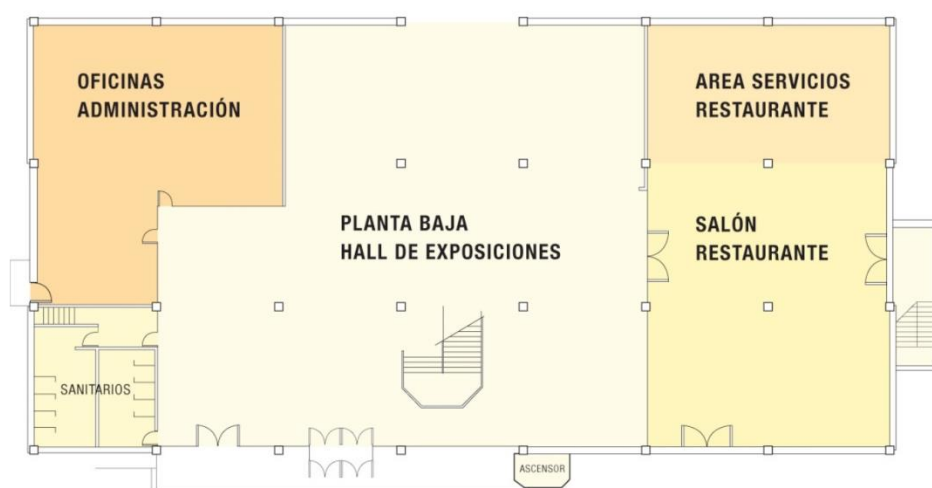 OFICINAS
ADMINISTRACIÓN
AREA SERVICIOS
RESTAURANTE
PLANTA BAJA
HALL DE EXPOSICIONES
SALÓN
RESTAURANTE
SANITARIOS
ASCENSOR